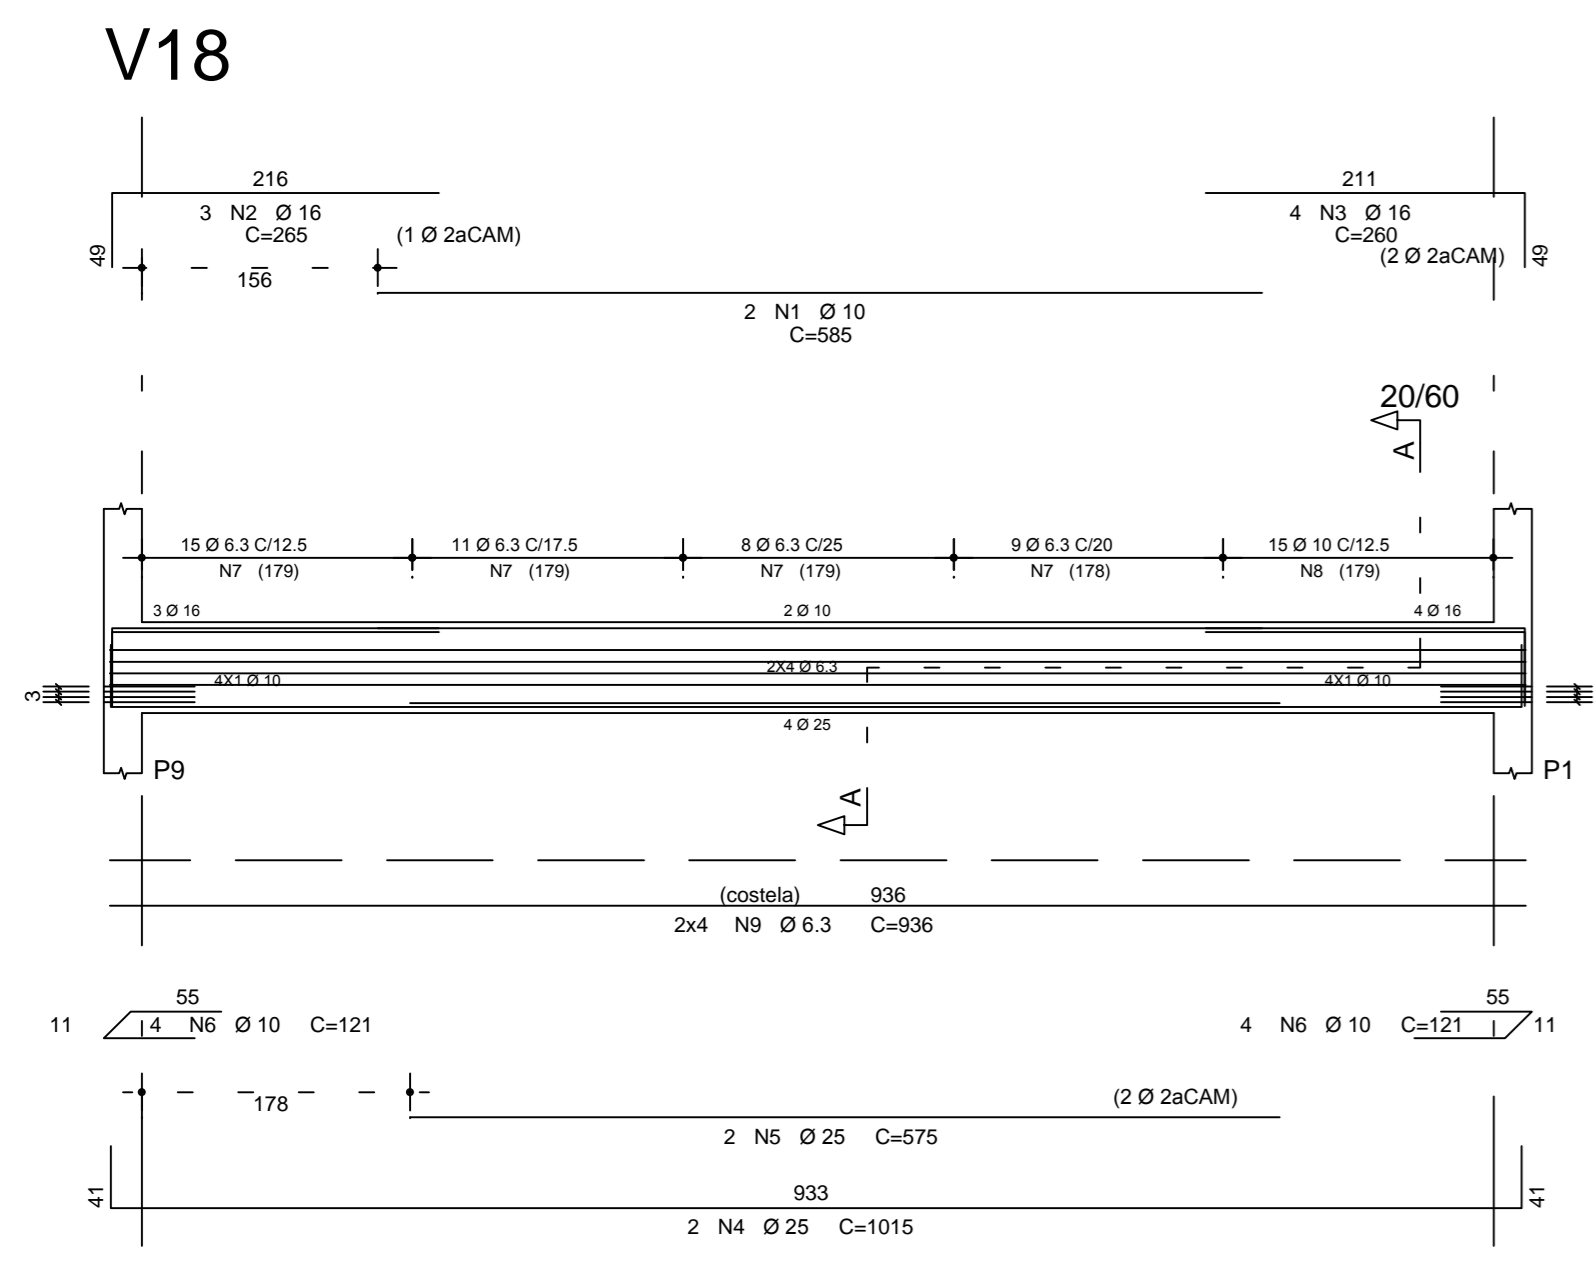 V18
216
211
3 N2 Ø 16
4 N3 Ø 16
C=265
(1 Ø 2aCAM)
C=260
(2 Ø 2aCAM)
49
49
156
2 N1 Ø 10
C=585
20/60
A
15 Ø 6.3 C/12.5
11 Ø 6.3 C/17.5
8 Ø 6.3 C/25
9 Ø 6.3 C/20
15 Ø 10 C/12.5
N7 (179)
N7 (179)
N7 (179)
N7 (178)
N8 (179)
3 Ø 16
2 Ø 10
4 Ø 16
2X4 Ø 6.3
4X1 Ø 10
4X1 Ø 10
3
4 Ø 25
P9
P1
A
(costela) 936
2x4 N9 Ø 6.3 C=936
55
55
11
4 N6 Ø 10 C=121
4 N6 Ø 10 C=121
11
178
(2 Ø 2aCAM)
2 N5 Ø 25 C=575
41
933
41
2 N4 Ø 25 C=1015